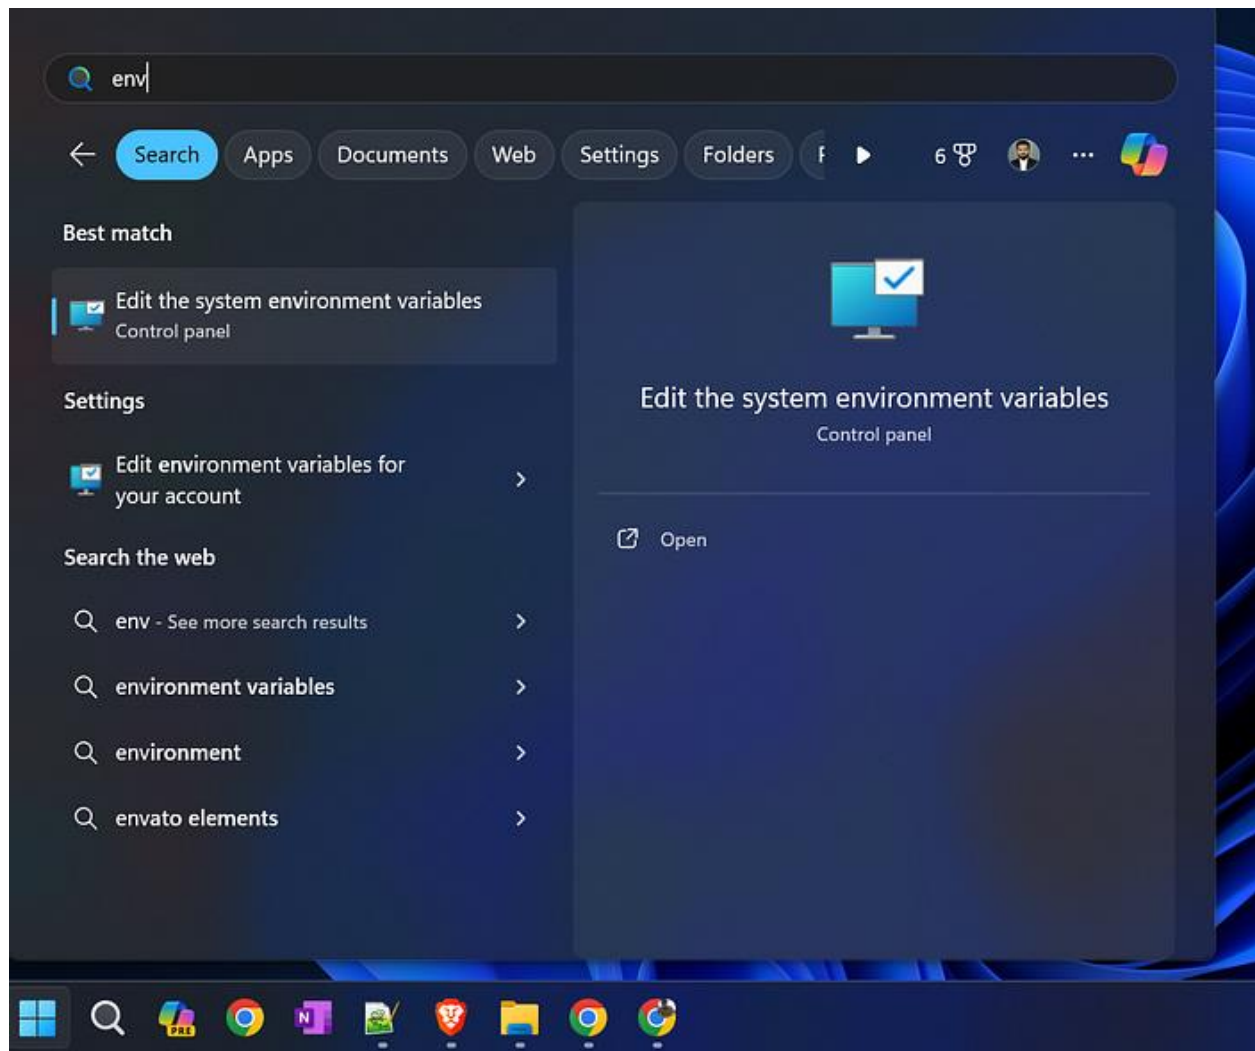 env
Search Apps Documents Web Settings Folders
6
Best match
Edit the system environment variables
Control panel
Settings
Edit environment variables for
your account
Search the web
env - See more search results
environment variables
environment
envato elements
Edit the system environment variables
Control panel
Open
PRE
N